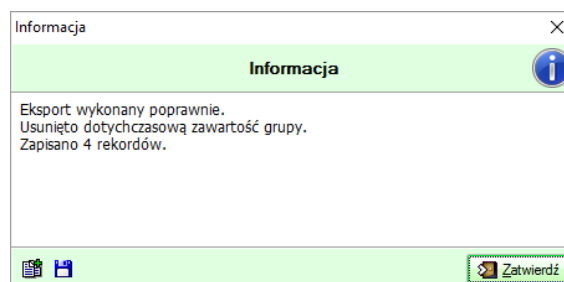 Informacja
Informacja
Eksport wykonany poprawnie.
Usunięto dotychczasową zawartość grupy.
Zapisano 4 rekordów.
Zatwierdź